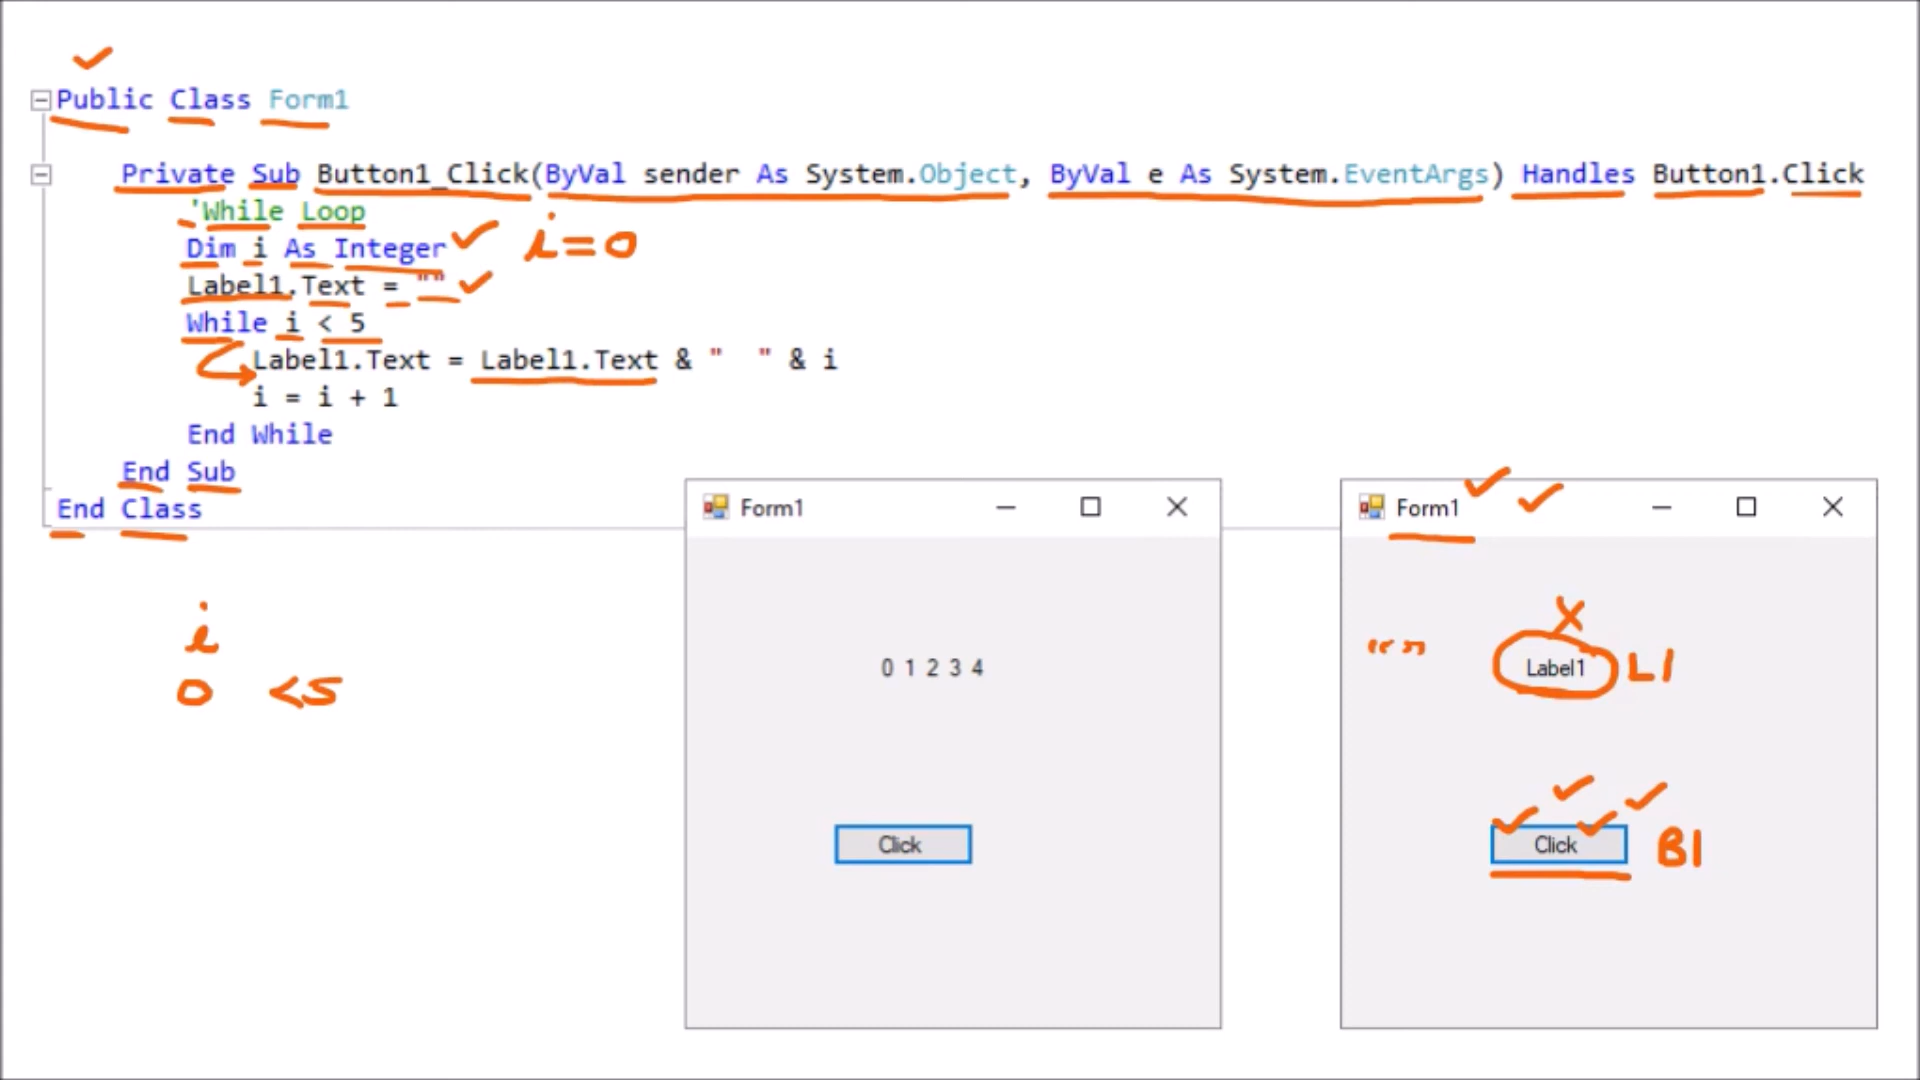 Public Class Form1
Private Sub Button1_Click(ByVal sender As System.Object, ByVal e As System.EventArgs) Handles Button1.Click
'While Loop
Dim i As Integer i=0
Label1.Text = ""
While i < 5
Label1.Text = Label1.Text & "  " & i
i = i + 1
End While
End Sub
End Class
i
0 <5
Form1
0 1 2 3 4
Click
Form1
X
" " Label1 L1
Click B1